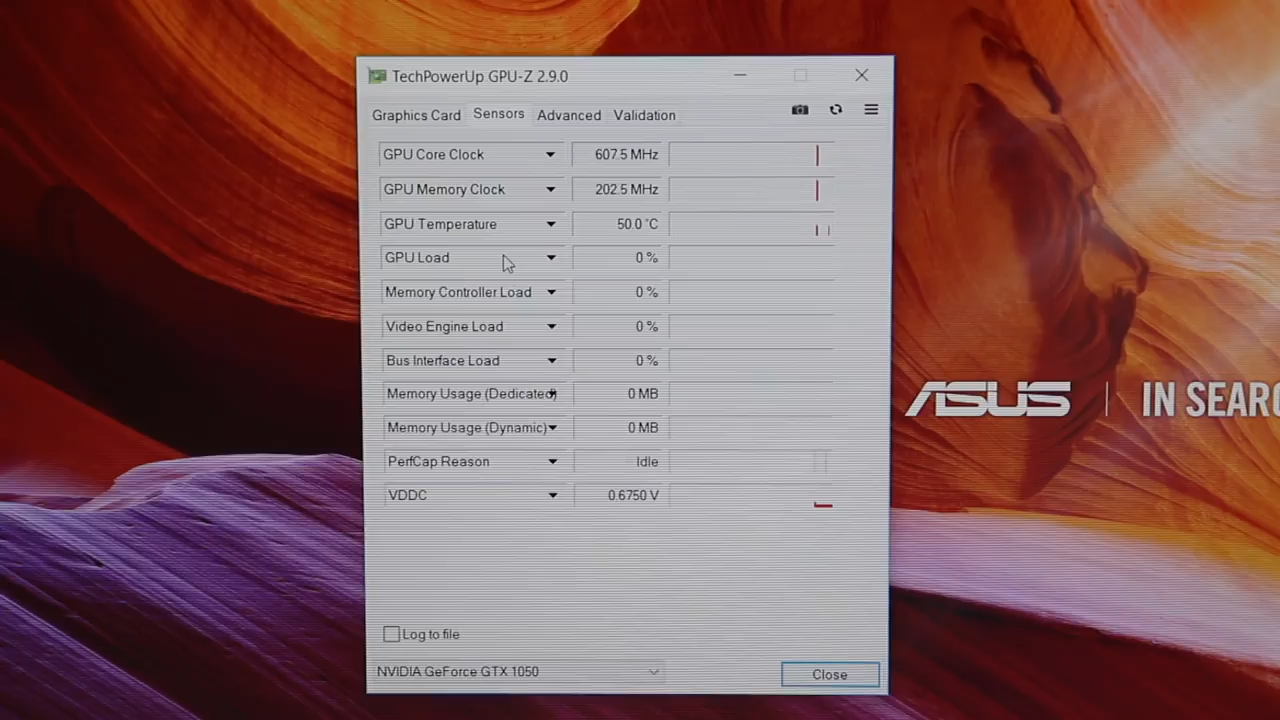 TechPowerUp GPU-Z 2.9.0
Graphics Card Sensors Advanced Validation
GPU Core Clock 607.5 MHz
GPU Memory Clock 202.5 MHz
GPU Temperature 50.0 °C
GPU Load 0 %
Memory Controller Load 0 %
Video Engine Load 0 %
Bus Interface Load 0 %
Memory Usage (Dedicated) 0 MB
Memory Usage (Dynamic) 0 MB
PerfCap Reason Idle
VDDC 0.6750 V
Log to file
NVIDIA GeForce GTX 1050
Close
ASUS | IN SEARC